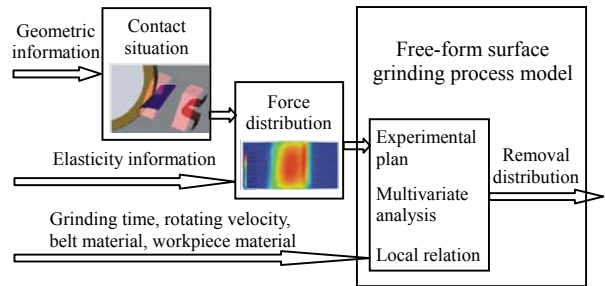 Geometric
information
Contact
situation
Free-form surface
grinding process model
Force
distribution
Elasticity information
Experimental
plan
Multivariate
analysis
Local relation
Removal
distribution
Grinding time, rotating velocity,
belt material, workpiece material